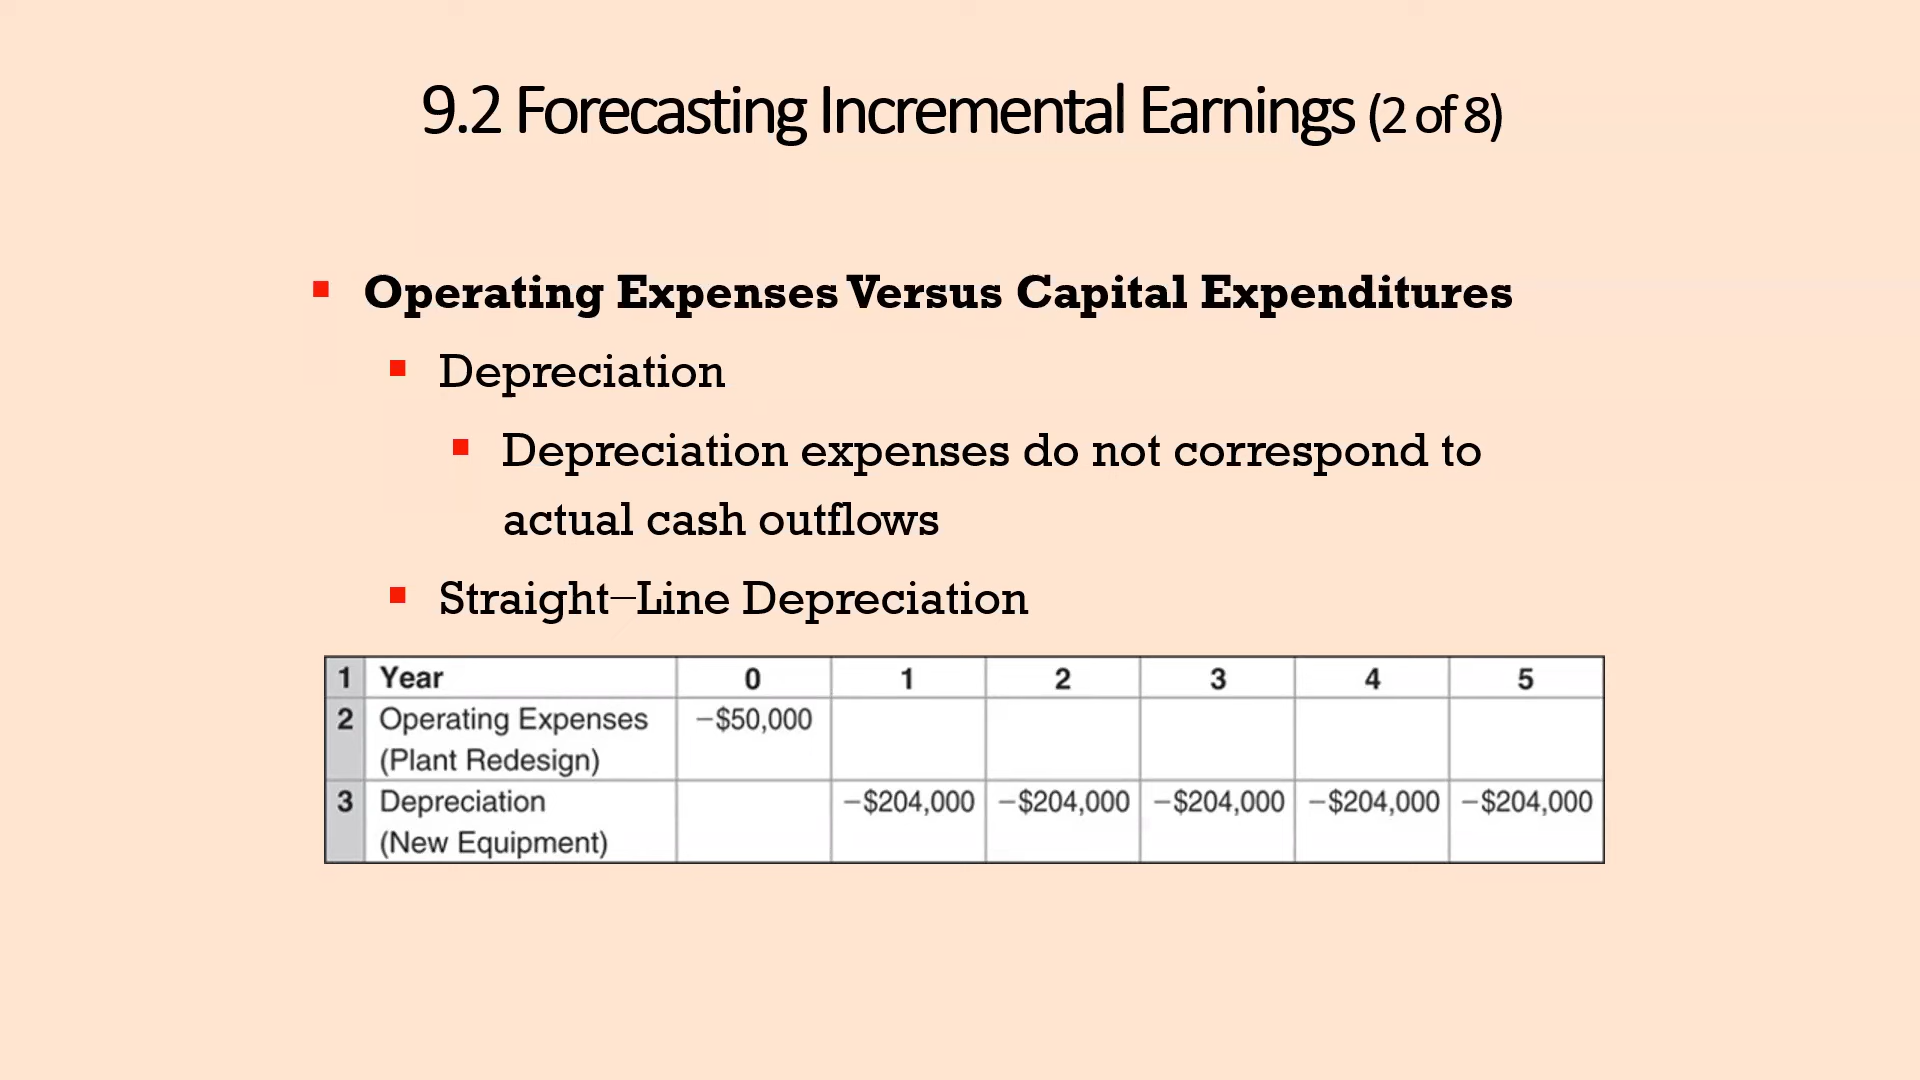 9.2 Forecasting Incremental Earnings (2 of 8)
Operating Expenses Versus Capital Expenditures
Depreciation
Depreciation expenses do not correspond to
actual cash outflows
Straight–Line Depreciation
1 Year 0 1 2 3 4 5
2 Operating Expenses –$50,000
(Plant Redesign)
3 Depreciation –$204,000 –$204,000 –$204,000 –$204,000 –$204,000
(New Equipment)